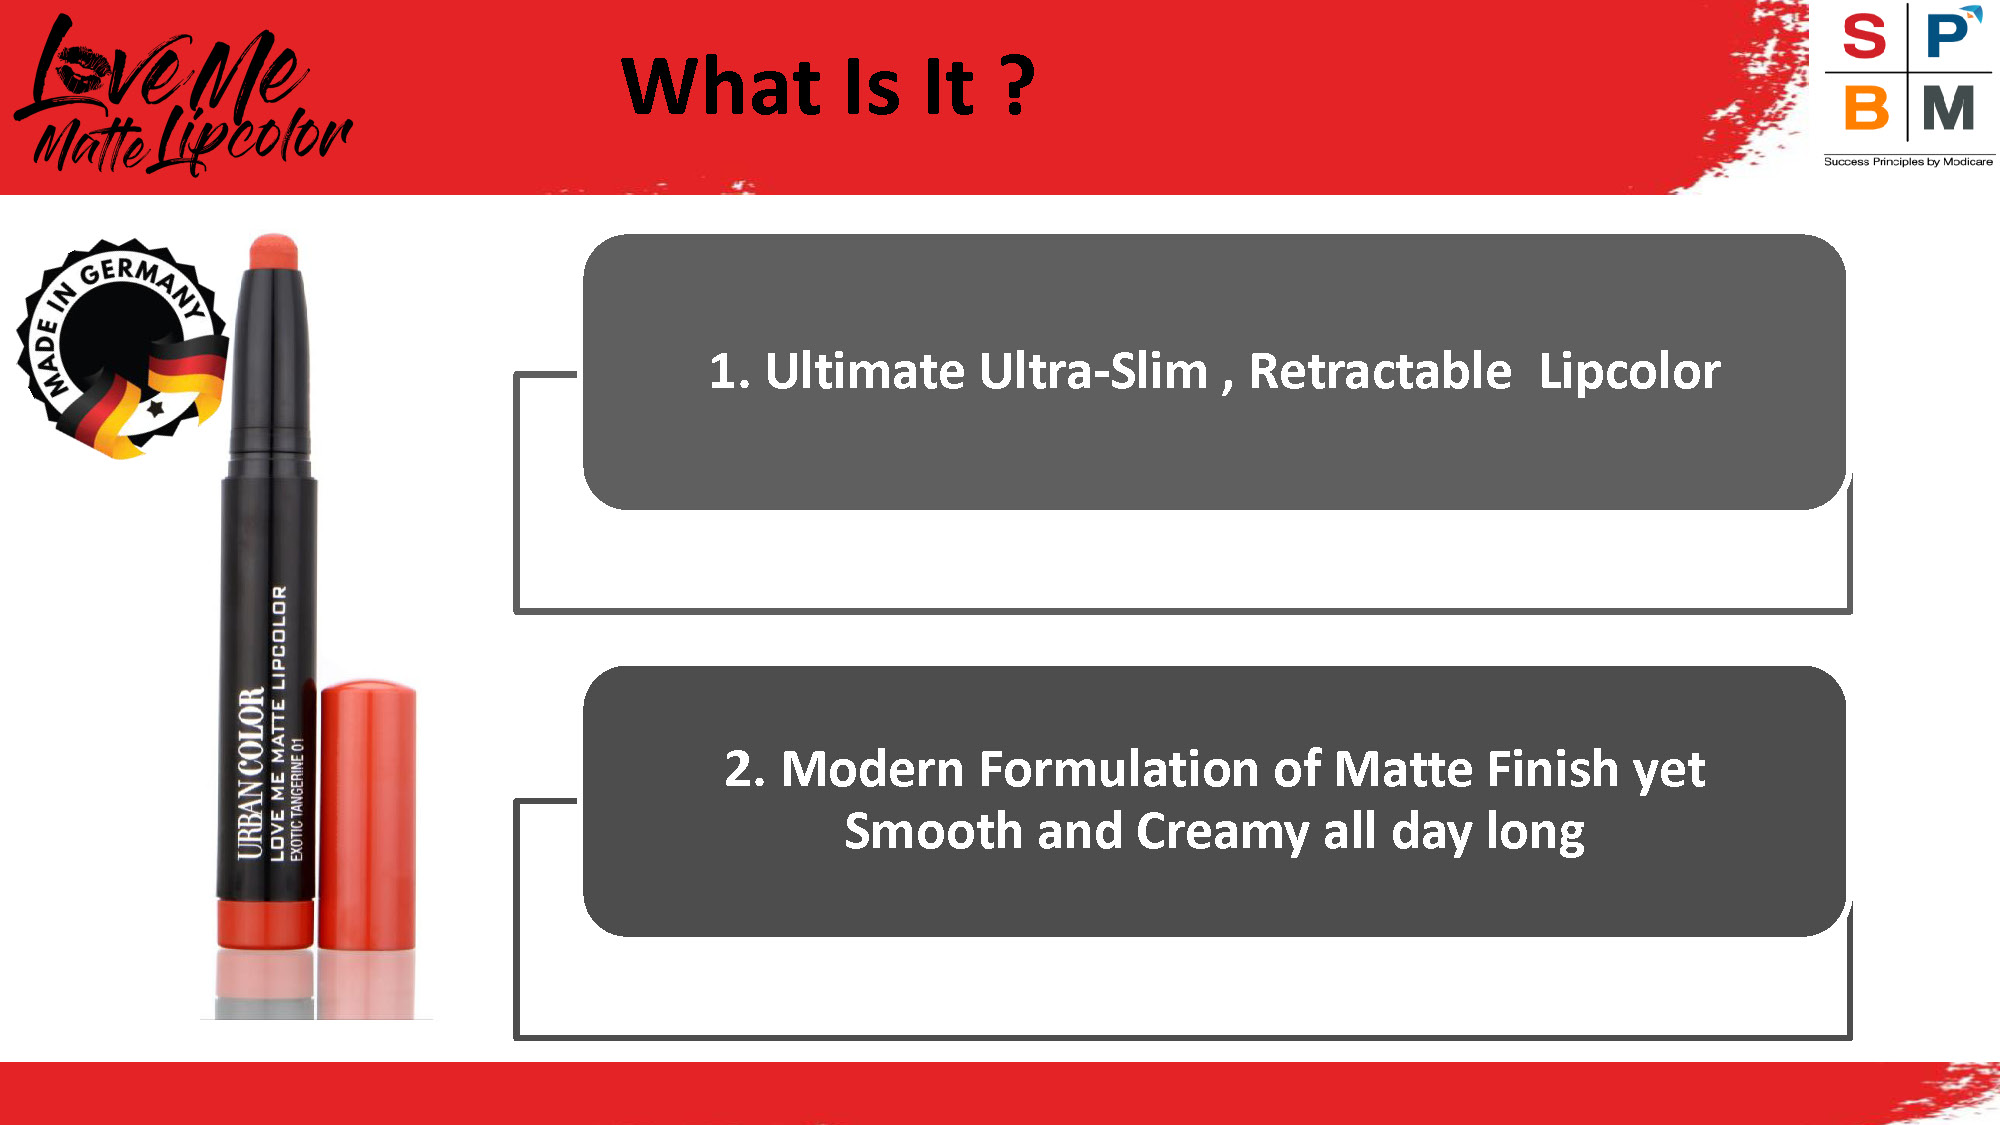 Love Me
Matte Lipcolor
What Is It ?
S P
B M
Success Principles by Modicare
MADE IN GERMANY
1. Ultimate Ultra-Slim , Retractable  Lipcolor
URBAN COLOR
LOVE ME MATTE LIPCOLOR
EXOTIC TANGERINE 01
2. Modern Formulation of Matte Finish yet
Smooth and Creamy all day long